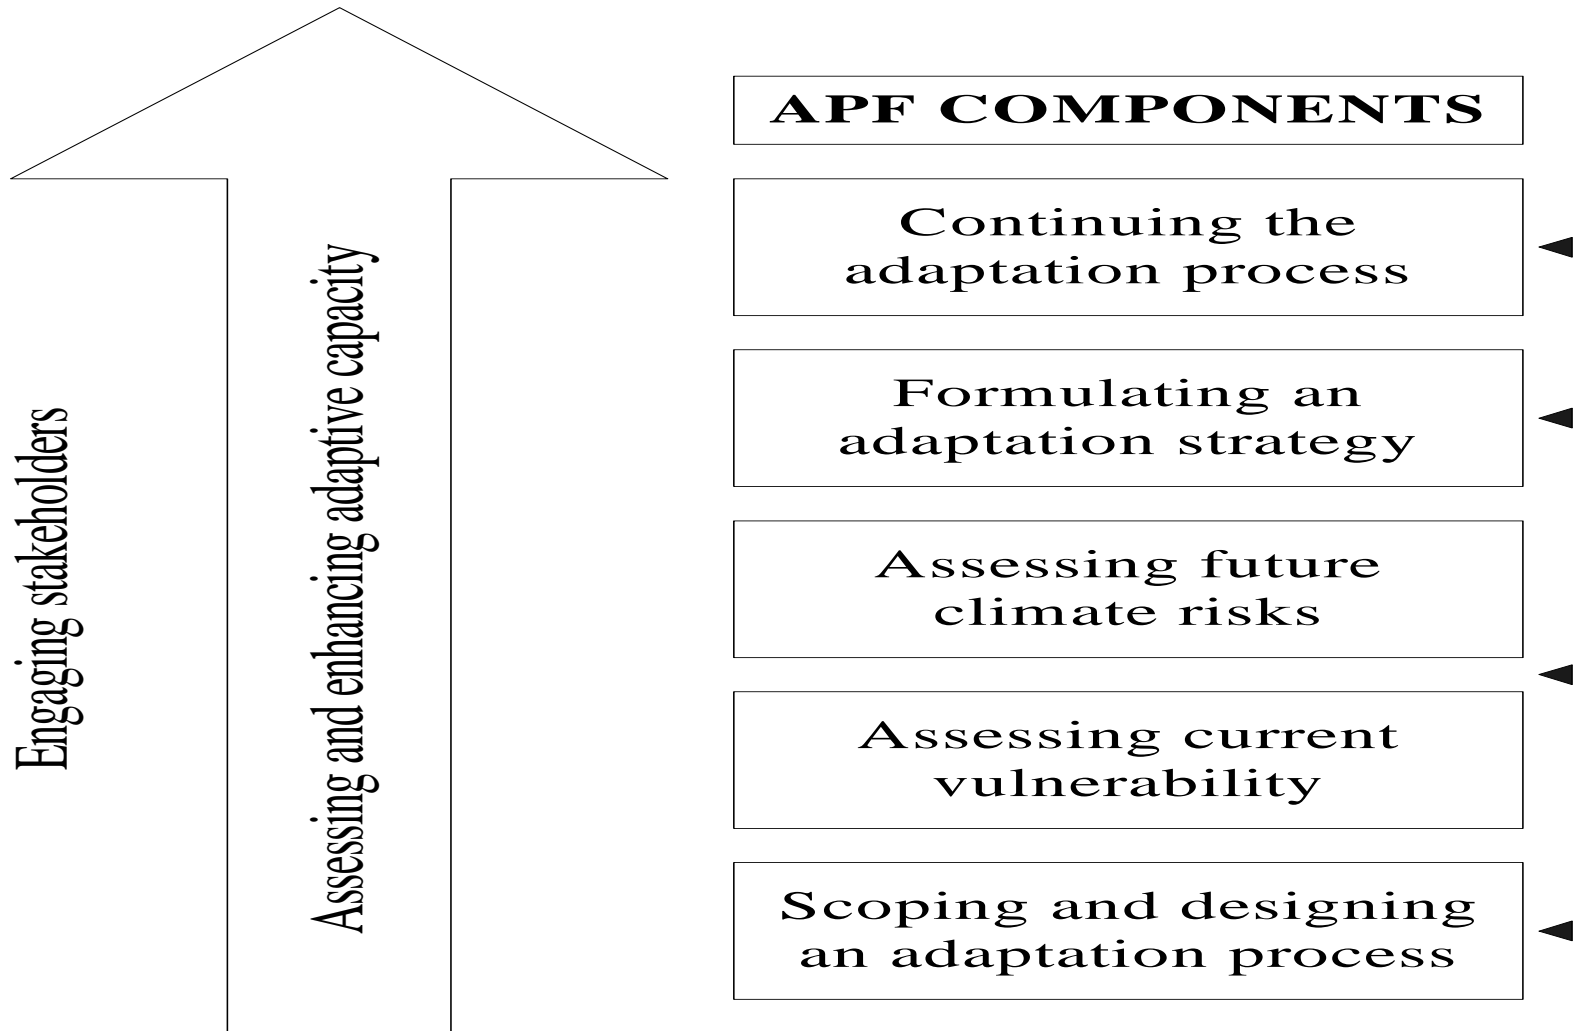 Engaging stakeholders
Assessing and enhancing adaptive capacity
APF COMPONENTS
Continuing the
adaptation process
Formulating an
adaptation strategy
Assessing future
climate risks
Assessing current
vulnerability
Scoping and designing
an adaptation process